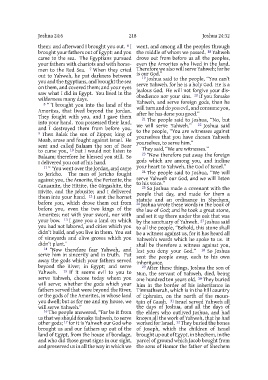 Joshua 24:6
218
Joshua 24:32
them: and afterward I brought you out. 6 I
brought your fathers out of Egypt: and you
came to the sea. The Egyptians pursued
your fathers with chariots and with horse-
men to the Red Sea. 7 When they cried
out to Yahweh, he put darkness between
you and the Egyptians, and brought the sea
on them, and covered them; and your eyes
saw what I did in Egypt. You lived in the
wilderness many days.
8 “‘I brought you into the land of the
Amorites, that lived beyond the Jordan.
They fought with you, and I gave them
into your hand. You possessed their land,
and I destroyed them from before you.
9 Then Balak the son of Zippor, king of
Moab, arose and fought against Israel. He
sent and called Balaam the son of Beor
to curse you, 10 but I would not listen to
Balaam; therefore he blessed you still. So
I delivered you out of his hand.
11 “‘You went over the Jordan, and came
to Jericho. The men of Jericho fought
against you, the Amorite, the Perizzite, the
Canaanite, the Hittite, the Girgashite, the
Hivite, and the Jebusite; and I delivered
them into your hand. 12 I sent the hornet
before you, which drove them out from
before you, even the two kings of the
Amorites; not with your sword, nor with
your bow. 13 I gave you a land on which
you had not labored, and cities which you
didn’t build, and you live in them. You eat
of vineyards and olive groves which you
didn’t plant.’
14 “Now therefore fear Yahweh, and
serve him in sincerity and in truth. Put
away the gods which your fathers served
beyond the River, in Egypt; and serve
Yahweh. 15 If it seems evil to you to
serve Yahweh, choose today whom you
will serve; whether the gods which your
fathers served that were beyond the River,
or the gods of the Amorites, in whose land
you dwell; but as for me and my house, we
will serve Yahweh.”
16 The people answered, “Far be it from
us that we should forsake Yahweh, to serve
other gods; 17 for it is Yahweh our God who
brought us and our fathers up out of the
land of Egypt, from the house of bondage,
and who did those great signs in our sight,
and preserved us in all the way in which we
went, and among all the peoples through
the middle of whom we passed. 18 Yahweh
drove out from before us all the peoples,
even the Amorites who lived in the land.
Therefore we also will serve Yahweh; for he
is our God.”
19 Joshua said to the people, “You can’t
serve Yahweh, for he is a holy God. He is a
jealous God. He will not forgive your dis-
obedience nor your sins. 20 If you forsake
Yahweh, and serve foreign gods, then he
will turn and do you evil, and consume you,
after he has done you good.”
21 The people said to Joshua, “No, but
we will serve Yahweh.” 22 Joshua said
to the people, “You are witnesses against
yourselves that you have chosen Yahweh
yourselves, to serve him.”
They said, “We are witnesses.”
23 “Now therefore put away the foreign
gods which are among you, and incline
your heart to Yahweh, the God of Israel.”
24 The people said to Joshua, “We will
serve Yahweh our God, and we will listen
to his voice.”
25 So Joshua made a covenant with the
people that day, and made for them a
statute and an ordinance in Shechem.
26 Joshua wrote these words in the book of
the law of God; and he took a great stone,
and set it up there under the oak that was
by the sanctuary of Yahweh. 27 Joshua said
to all the people, “Behold, this stone shall
be a witness against us, for it has heard all
Yahweh’s words which he spoke to us. It
shall be therefore a witness against you,
lest you deny your God.” 28 So Joshua
sent the people away, each to his own
inheritance.
29 After these things, Joshua the son of
Nun, the servant of Yahweh, died, being
one hundred ten years old. 30 They buried
him in the border of his inheritance in
Timnathserah, which is in the hill country
of Ephraim, on the north of the moun-
tain of Gaash. 31 Israel served Yahweh all
the days of Joshua, and all the days of
the elders who outlived Joshua, and had
known all the work of Yahweh, that he had
worked for Israel. 32 They buried the bones
of Joseph, which the children of Israel
brought up out of Egypt, in Shechem, in the
parcel of ground which Jacob bought from
the sons of Hamor the father of Shechem